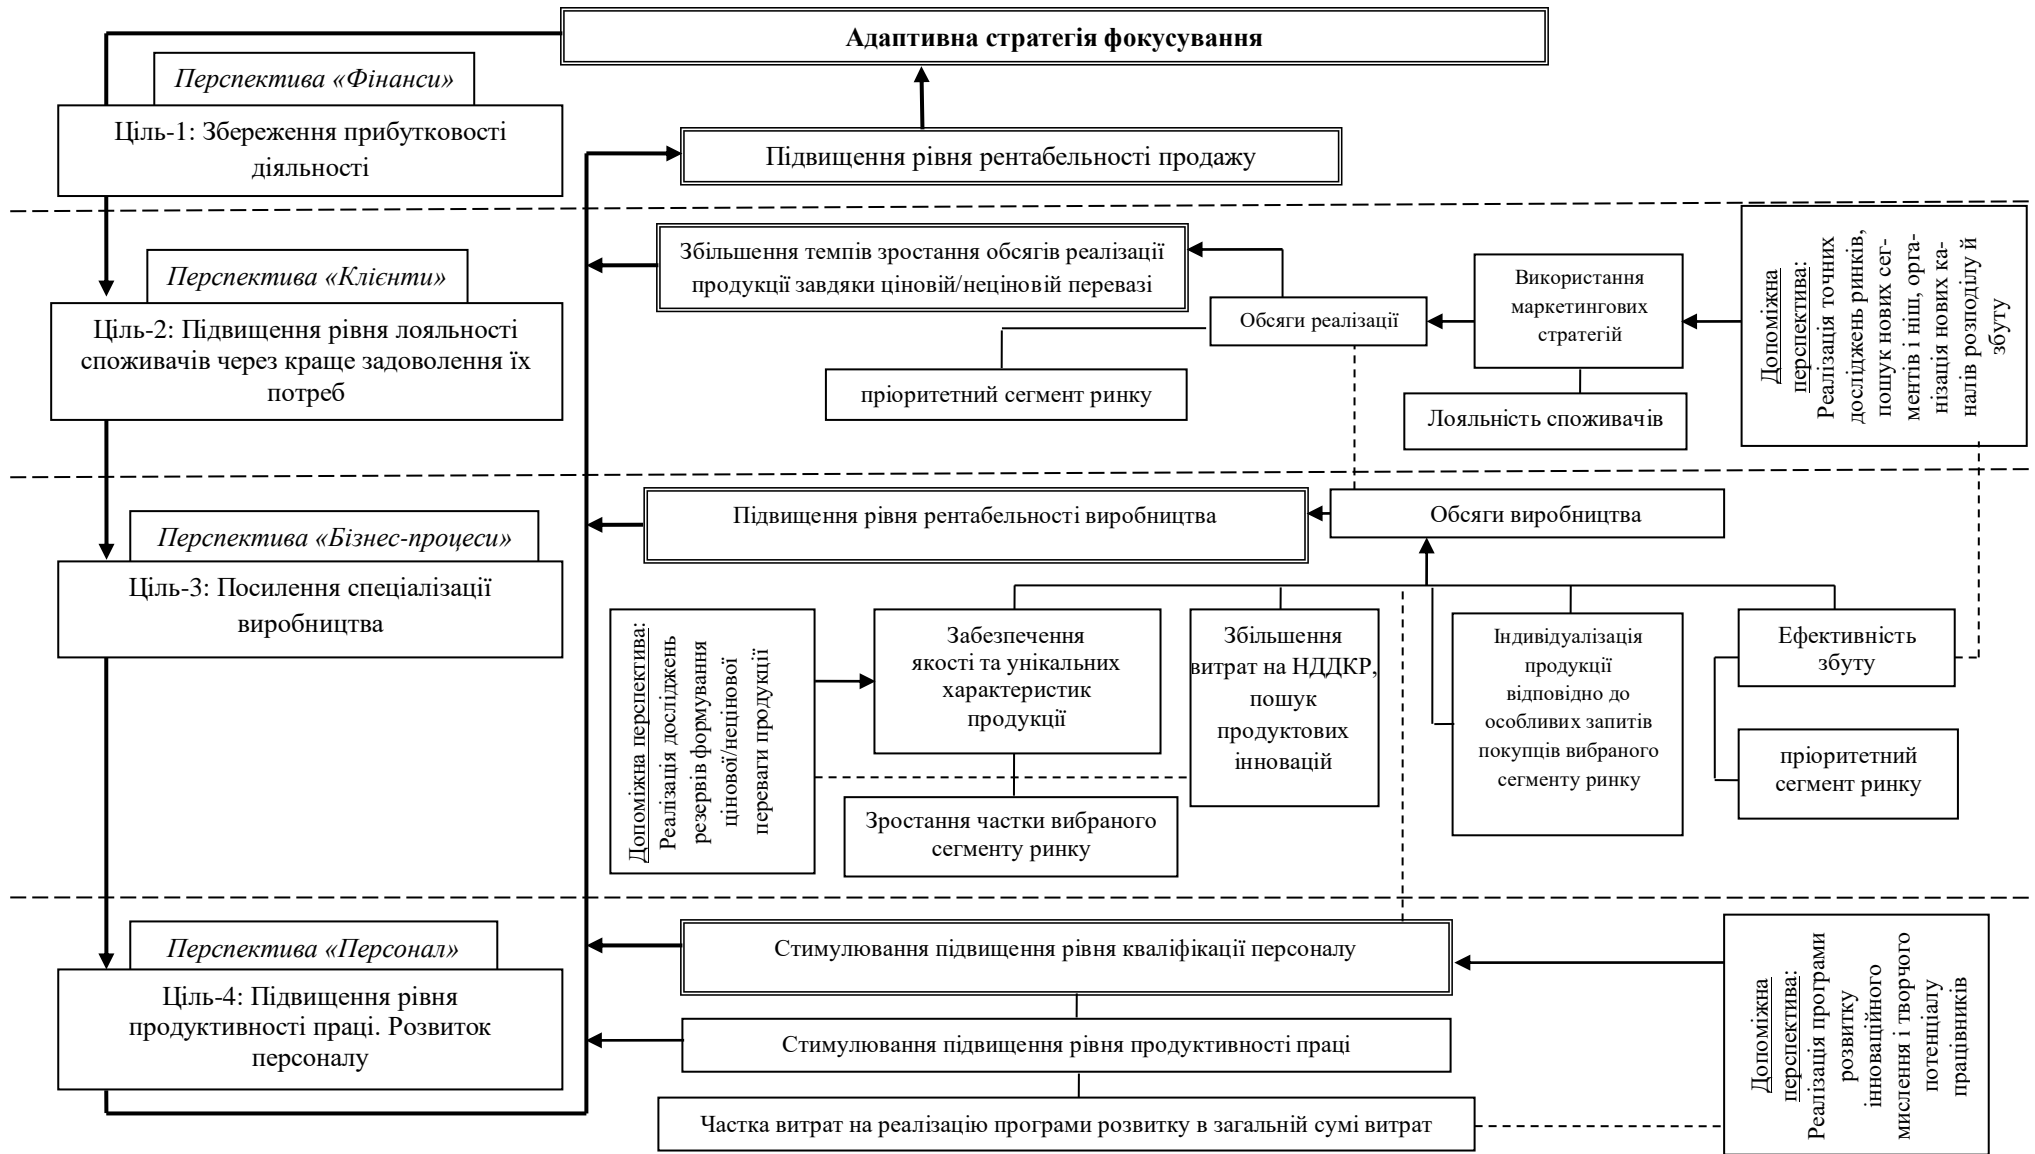 Адаптивна стратегія фокусування
Перспектива «Фінанси»
Ціль-1: Збереження прибутковості
діяльності
Підвищення рівня рентабельності продажу
Перспектива «Клієнти»
Ціль-2: Підвищення рівня лояльності
споживачів через краще задоволення їх
потреб
Збільшення темпів зростання обсягів реалізації
продукції завдяки ціновій/неціновій перевазі
Обсяги реалізації
пріоритетний сегмент ринку
Використання
маркетингових
стратегій
Лояльність споживачів
Допоміжна
перспектива:
Реалізація точних
досліджень ринків,
пошук нових сег-
ментів і ніш, орга-
нізація нових ка-
налів розподілу й
збуту
Перспектива «Бізнес-процеси»
Ціль-3: Посилення спеціалізації
виробництва
Підвищення рівня рентабельності виробництва
Обсяги виробництва
Допоміжна перспектива:
Реалізація досліджень
резервів формування
цінової/нецінової
переваги продукції
Забезпечення
якості та унікальних
характеристик
продукції
Зростання частки вибраного
сегменту ринку
Збільшення
витрат на НДДКР,
пошук
продуктових
інновацій
Індивідуалізація
продукції
відповідно до
особливих запитів
покупців вибраного
сегменту ринку
Ефективність
збуту
пріоритетний
сегмент ринку
Перспектива «Персонал»
Ціль-4: Підвищення рівня
продуктивності праці. Розвиток
персоналу
Стимулювання підвищення рівня кваліфікації персоналу
Стимулювання підвищення рівня продуктивності праці
Частка витрат на реалізацію програми розвитку в загальній сумі витрат
Допоміжна
перспектива:
Реалізація програми
розвитку
інноваційного
мислення і творчого
потенціалу
працівників